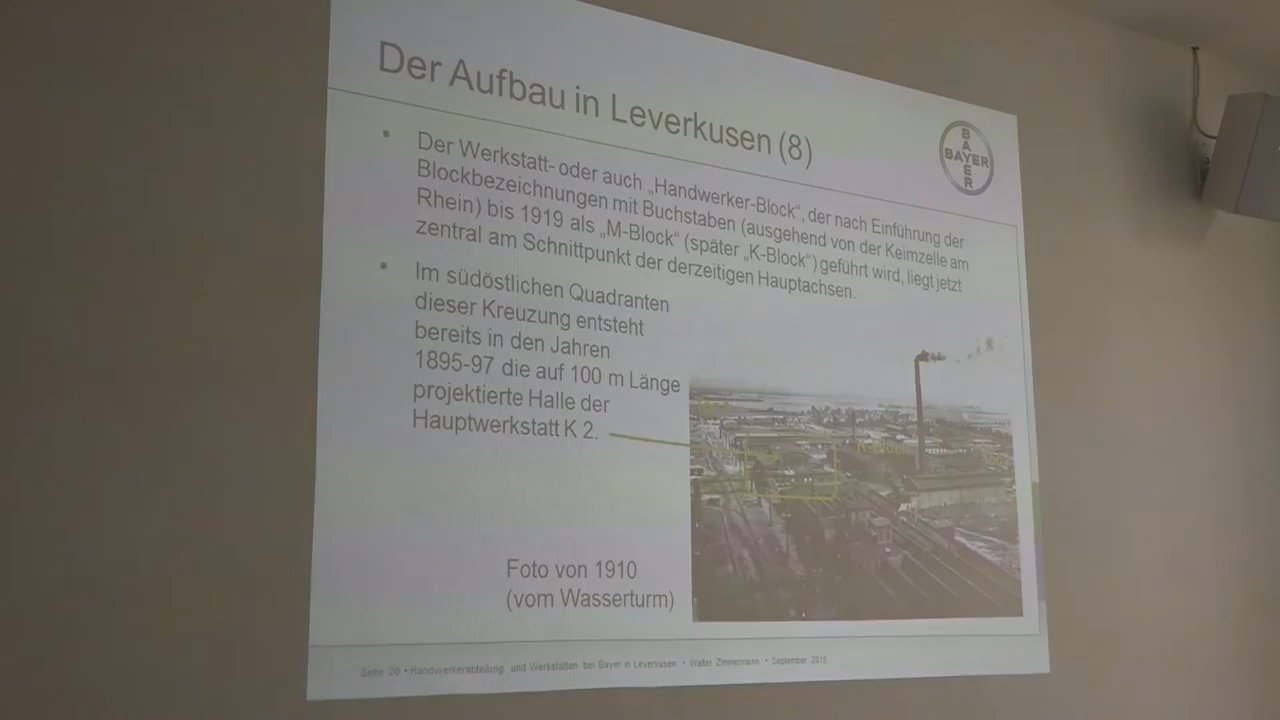 Der Aufbau in Leverkusen (8)
BAYER
BAYER
• Der Werkstatt- oder auch „Handwerker-Block“, der nach Einführung der
Blockbezeichnungen mit Buchstaben (ausgehend von der Keimzelle am
Rhein) bis 1919 als „M-Block“ (später „K-Block“) geführt wird, liegt jetzt
zentral am Schnittpunkt der derzeitigen Hauptachsen.
• Im südöstlichen Quadranten
dieser Kreuzung entsteht
bereits in den Jahren
1895-97 die auf 100 m Länge
projektierte Halle der
Hauptwerkstatt K 2.
K-Block
Foto von 1910
(vom Wasserturm)
Seite 20 • Handwerkerabteilung und Werkstätten bei Bayer in Leverkusen • Walter Zimmermann • September 2015